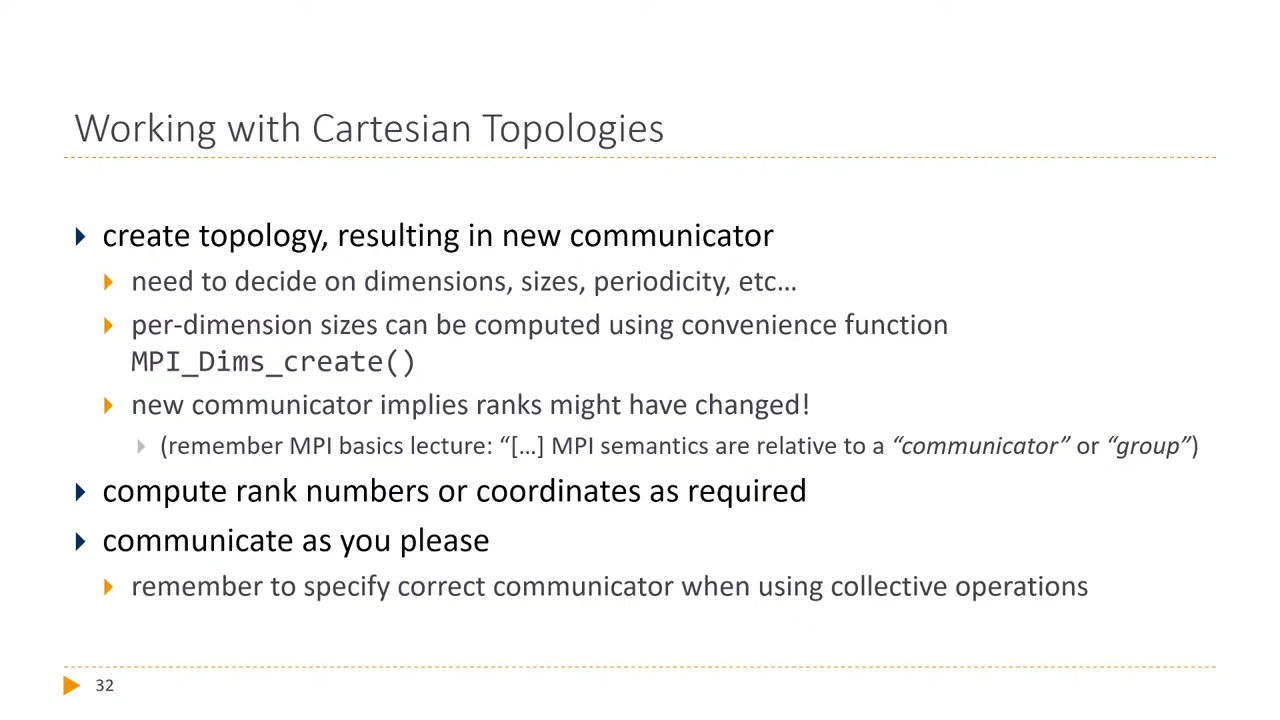 Working with Cartesian Topologies
create topology, resulting in new communicator
need to decide on dimensions, sizes, periodicity, etc…
per-dimension sizes can be computed using convenience function
MPI_Dims_create()
new communicator implies ranks might have changed!
(remember MPI basics lecture: “[…] MPI semantics are relative to a “communicator” or “group”)
compute rank numbers or coordinates as required
communicate as you please
remember to specify correct communicator when using collective operations
32